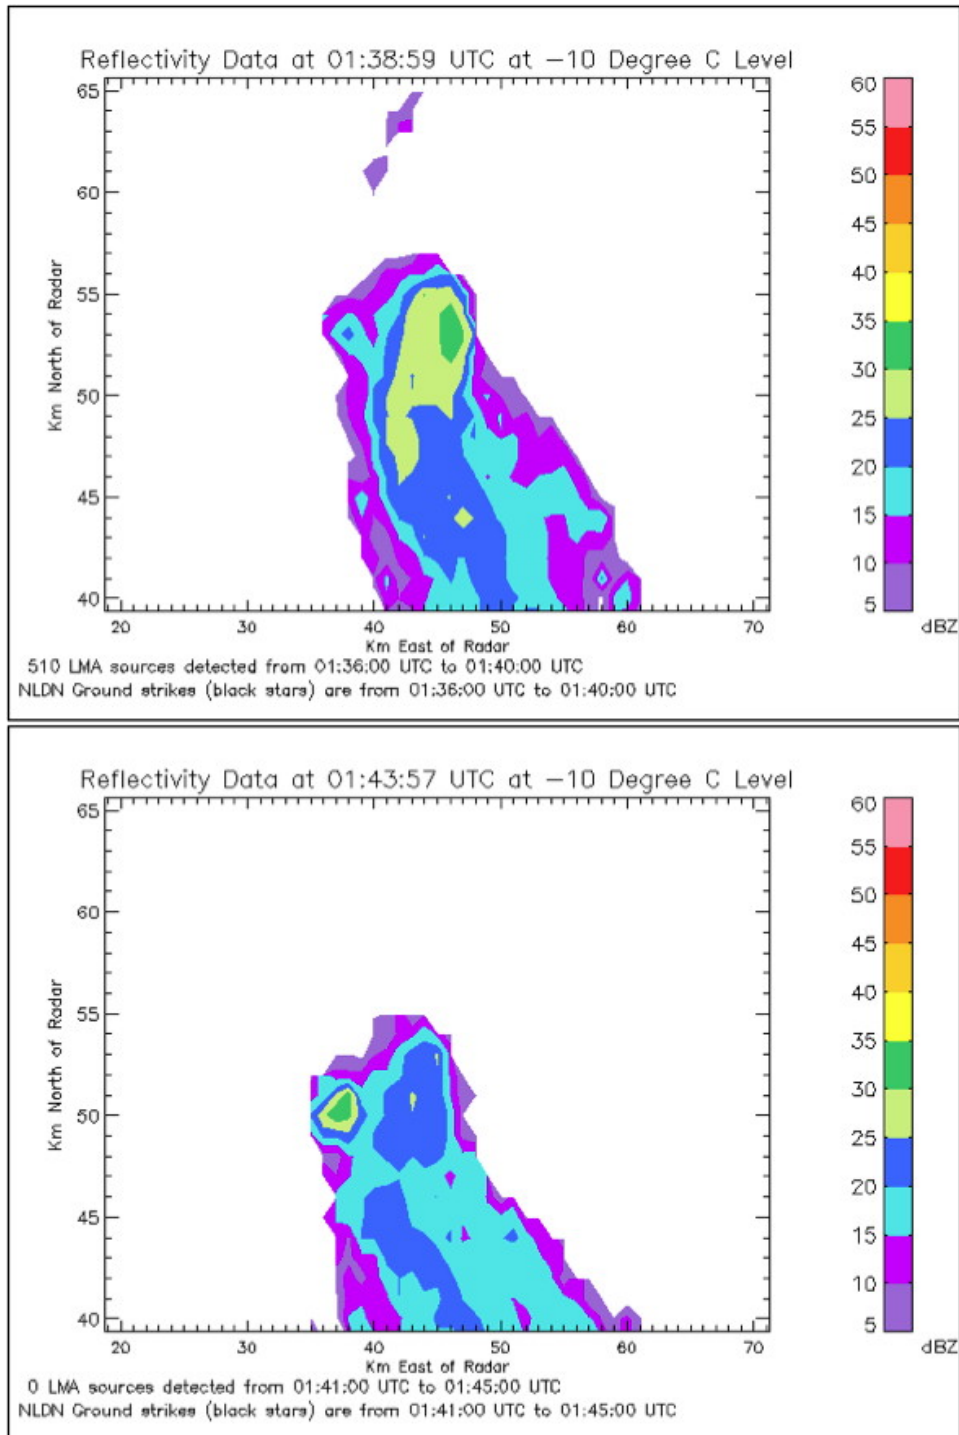 Reflectivity Data at 01:38:59 UTC at -10 Degree C Level
65
60
55
50
45
40
Km North of Radar
20 30 40 50 60 70
Km East of Radar
60
55
50
45
40
35
30
25
20
15
10
5
dBZ
510 LMA sources detected from 01:36:00 UTC to 01:40:00 UTC
NLDN Ground strikes (black stars) are from 01:36:00 UTC to 01:40:00 UTC
Reflectivity Data at 01:43:57 UTC at -10 Degree C Level
65
60
55
50
45
40
Km North of Radar
20 30 40 50 60 70
Km East of Radar
60
55
50
45
40
35
30
25
20
15
10
5
dBZ
0 LMA sources detected from 01:41:00 UTC to 01:45:00 UTC
NLDN Ground strikes (black stars) are from 01:41:00 UTC to 01:45:00 UTC